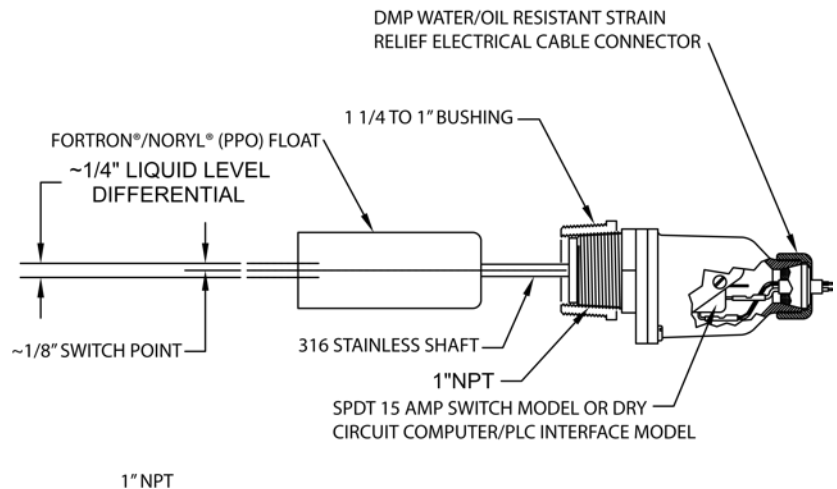 DMP WATER/OIL RESISTANT STRAIN
RELIEF ELECTRICAL CABLE CONNECTOR
1 1/4 TO 1” BUSHING
FORTRON®/NORYL® (PPO) FLOAT
~1/4" LIQUID LEVEL
DIFFERENTIAL
~1/8” SWITCH POINT
316 STAINLESS SHAFT
1"NPT
SPDT 15 AMP SWITCH MODEL OR DRY
CIRCUIT COMPUTER/PLC INTERFACE MODEL
1” NPT